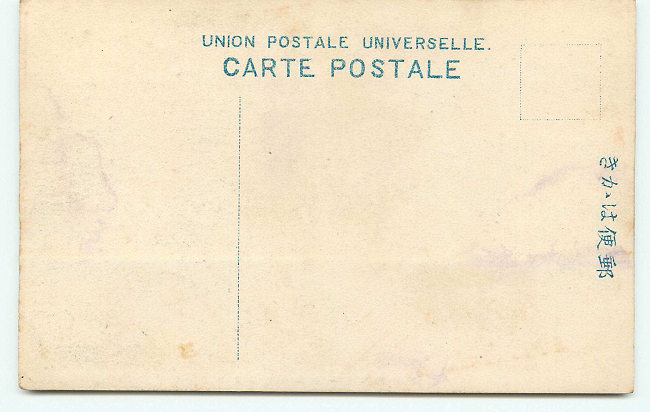 UNION POSTALE UNIVERSELLE.
CARTE POSTALE
郵便はがき